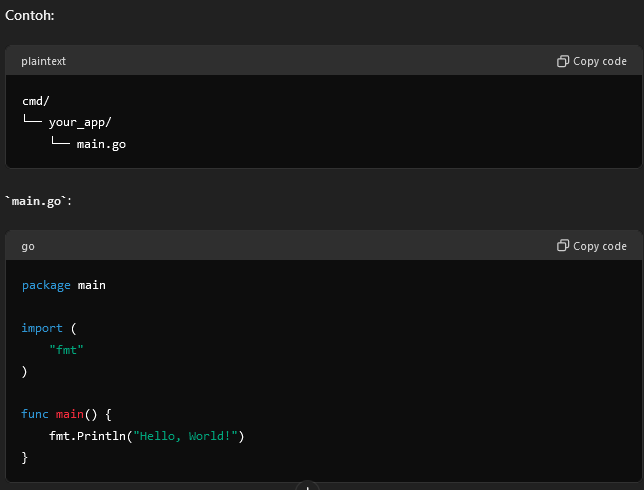 Contoh:
plaintext
Copy code
cmd/
└── your_app/
    └── main.go
`main.go`:
go
Copy code
package main
import (
    "fmt"
)
func main() {
    fmt.Println("Hello, World!")
}